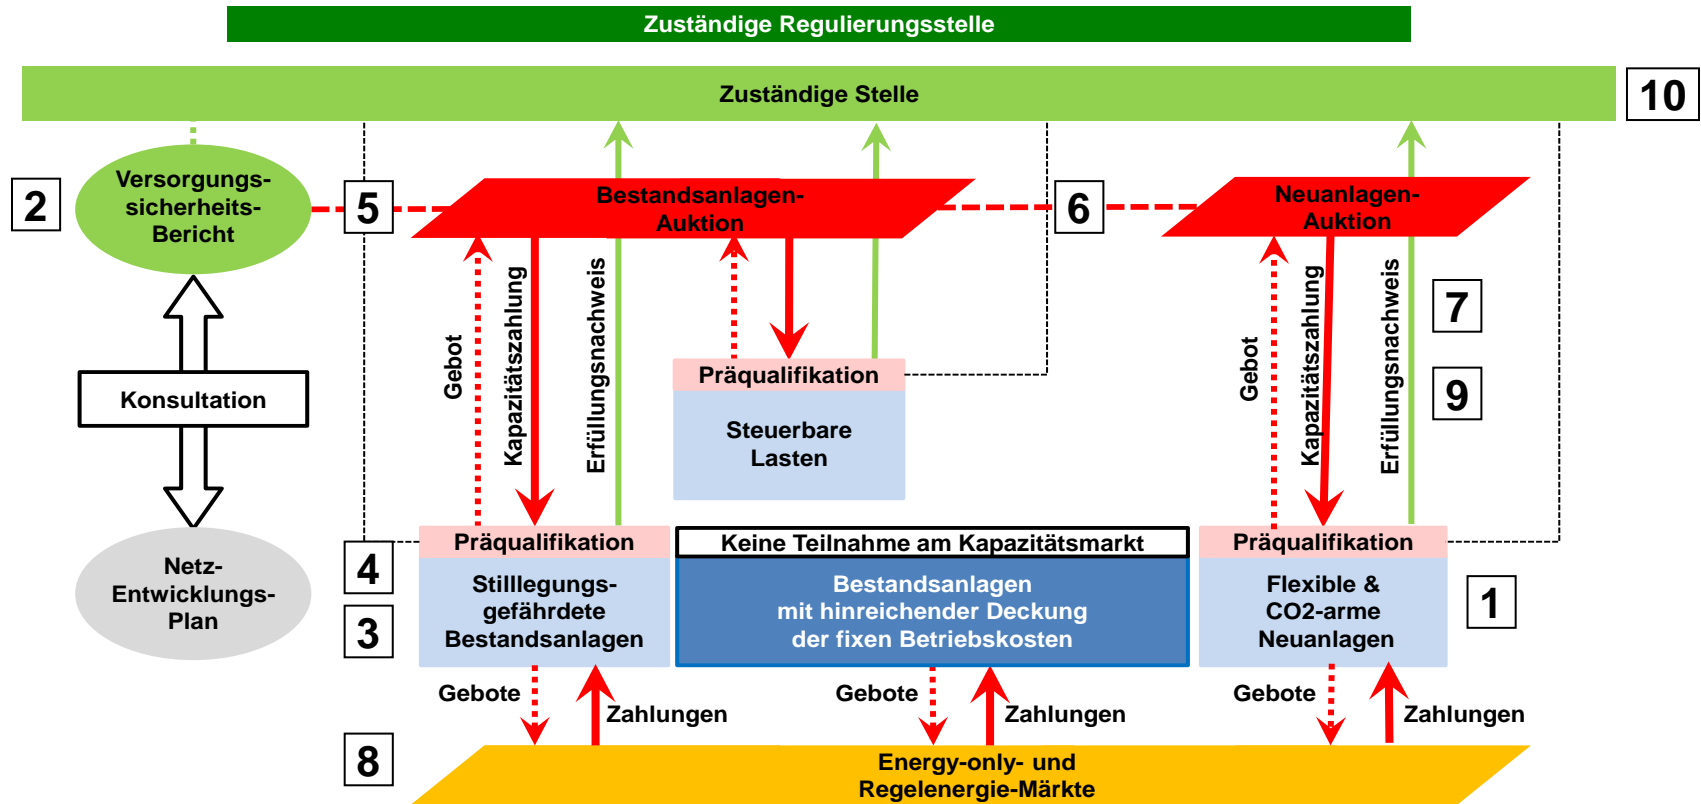 Zuständige Regulierungsstelle
Zuständige Stelle
10
2
Versorgungs-
sicherheits-
Bericht
5
Bestandsanlagen-
Auktion
6
Neuanlagen-
Auktion
Gebot
Kapazitätszahlung
Erfüllungsnachweis
Gebot
Kapazitätszahlung
Erfüllungsnachweis
7
9
Konsultation
Präqualifikation
Steuerbare
Lasten
Netz-
Entwicklungs-
Plan
4
3
Präqualifikation
Stilllegungs-
gefährdete
Bestandsanlagen
Keine Teilnahme am Kapazitätsmarkt
Bestandsanlagen
mit hinreichender Deckung
der fixen Betriebskosten
Präqualifikation
Flexible &
CO2-arme
Neuanlagen
1
Gebote
Zahlungen
Gebote
Zahlungen
Gebote
Zahlungen
8
Energy-only- und
Regelenergie-Märkte